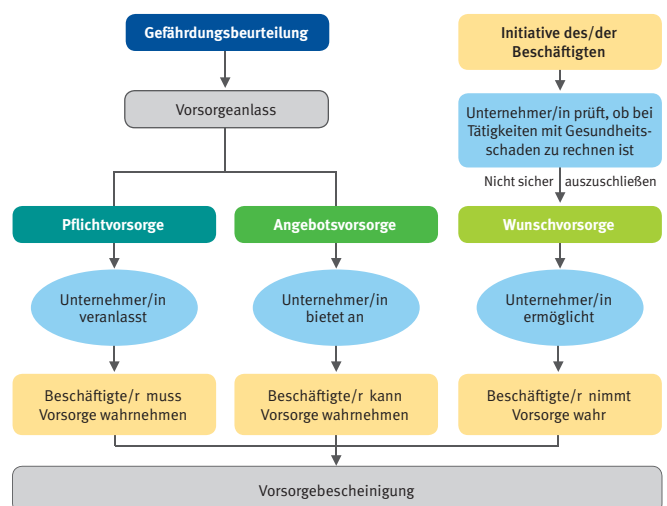 Gefährdungsbeurteilung
Initiative des/der
Beschäftigten
Vorsorgeanlass
Unternehmer/in prüft, ob bei
Tätigkeiten mit Gesundheits-
schaden zu rechnen ist
Nicht sicher auszuschließen
Pflichtvorsorge
Angebotsvorsorge
Wunschvorsorge
Unternehmer/in
veranlasst
Unternehmer/in
bietet an
Unternehmer/in
ermöglicht
Beschäftigte/r muss
Vorsorge wahrnehmen
Beschäftigte/r kann
Vorsorge wahrnehmen
Beschäftigte/r nimmt
Vorsorge wahr
Vorsorgebescheinigung